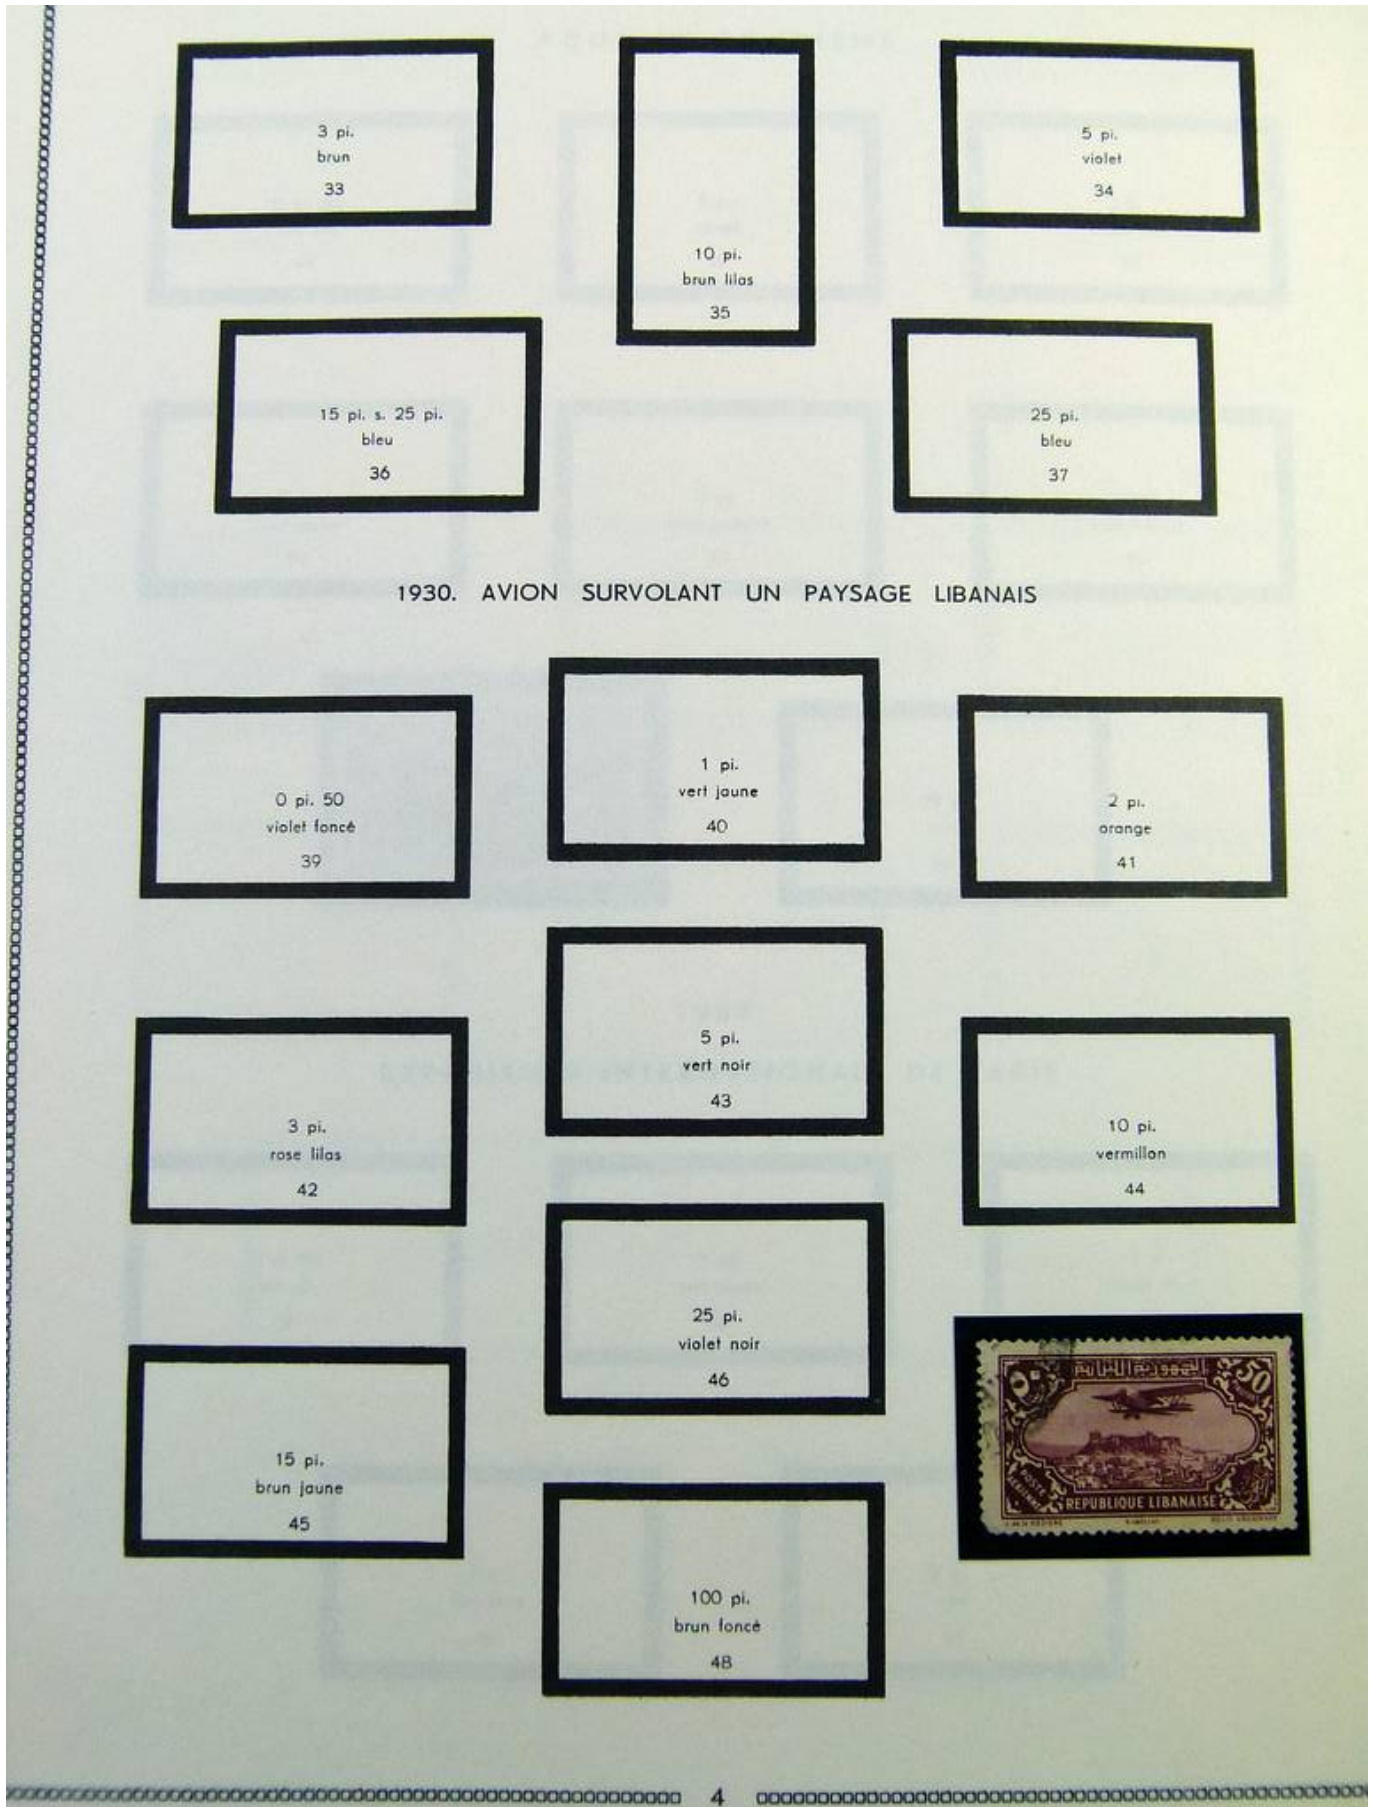 3 pi.
brun
33
10 pi.
brun lilas
35
5 pi.
violet
34
15 pi. s. 25 pi.
bleu
36
25 pi.
bleu
37
1930. AVION SURVOLANT UN PAYSAGE LIBANAIS
0 pi. 50
violet foncé
39
1 pi.
vert jaune
40
2 pi.
orange
41
3 pi.
rose lilas
42
5 pi.
vert noir
43
10 pi.
vermillon
44
15 pi.
brun jaune
45
25 pi.
violet noir
46
0 50
POSTE AERIENNE
REPUBLIQUE LIBANAISE
100 pi.
brun foncé
48
4